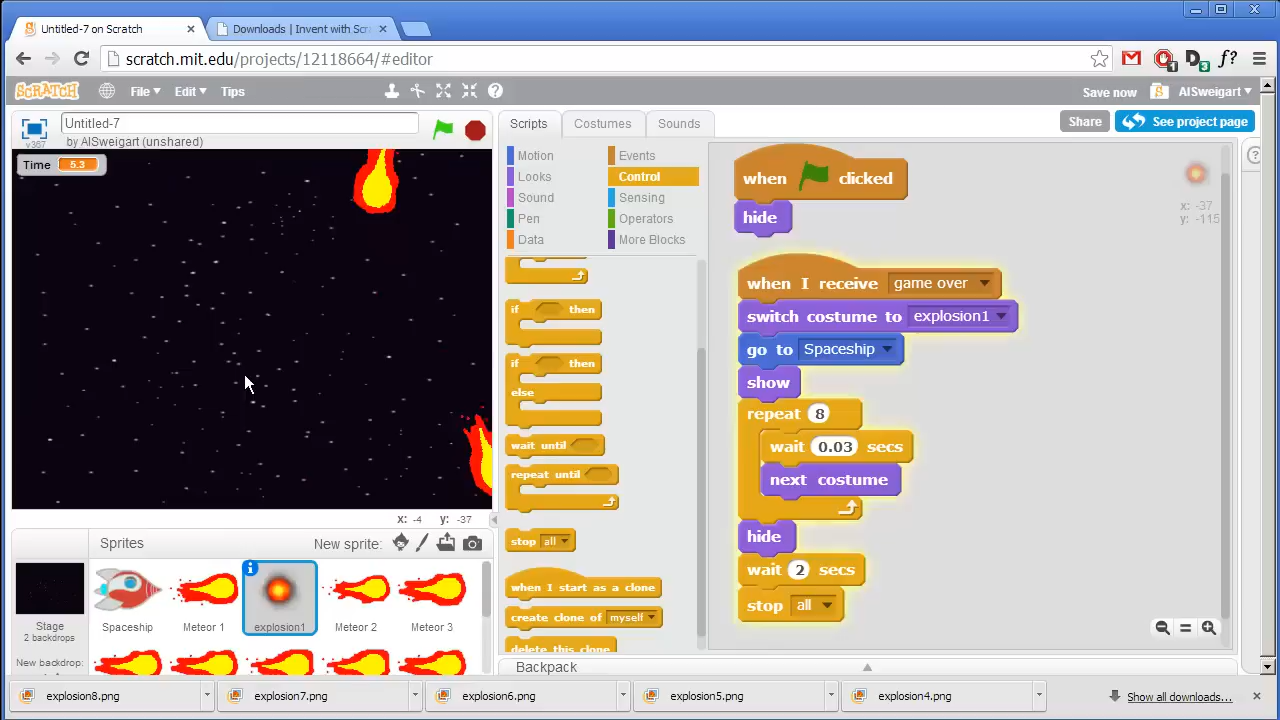 Untitled-7 on Scratch
Downloads | Invent with Scr
scratch.mit.edu/projects/12118664/#editor
1
D
3
f?
SCRATCH
File
Edit
Tips
Save now
AlSweigart
v367
Untitled-7
by AlSweigart (unshared)
Scripts
Costumes
Sounds
Share
See project page
Time 5.3
Motion
Events
Looks
Control
Sound
Sensing
Pen
Operators
Data
More Blocks
if then
if then
else
wait until
repeat until
stop all
when I start as a clone
create clone of myself
delete this clone
when clicked
hide
when I receive game over
switch costume to explosion1
go to Spaceship
show
repeat 8
wait 0.03 secs
next costume
hide
wait 2 secs
stop all
x: -37
y: -115
x: -4 y: -37
Sprites
New sprite:
Stage
2 backdrops
New backdrop:
Spaceship
Meteor 1
explosion1
Meteor 2
Meteor 3
Backpack
explosion8.png
explosion7.png
explosion6.png
explosion5.png
explosion4.png
Show all downloads...